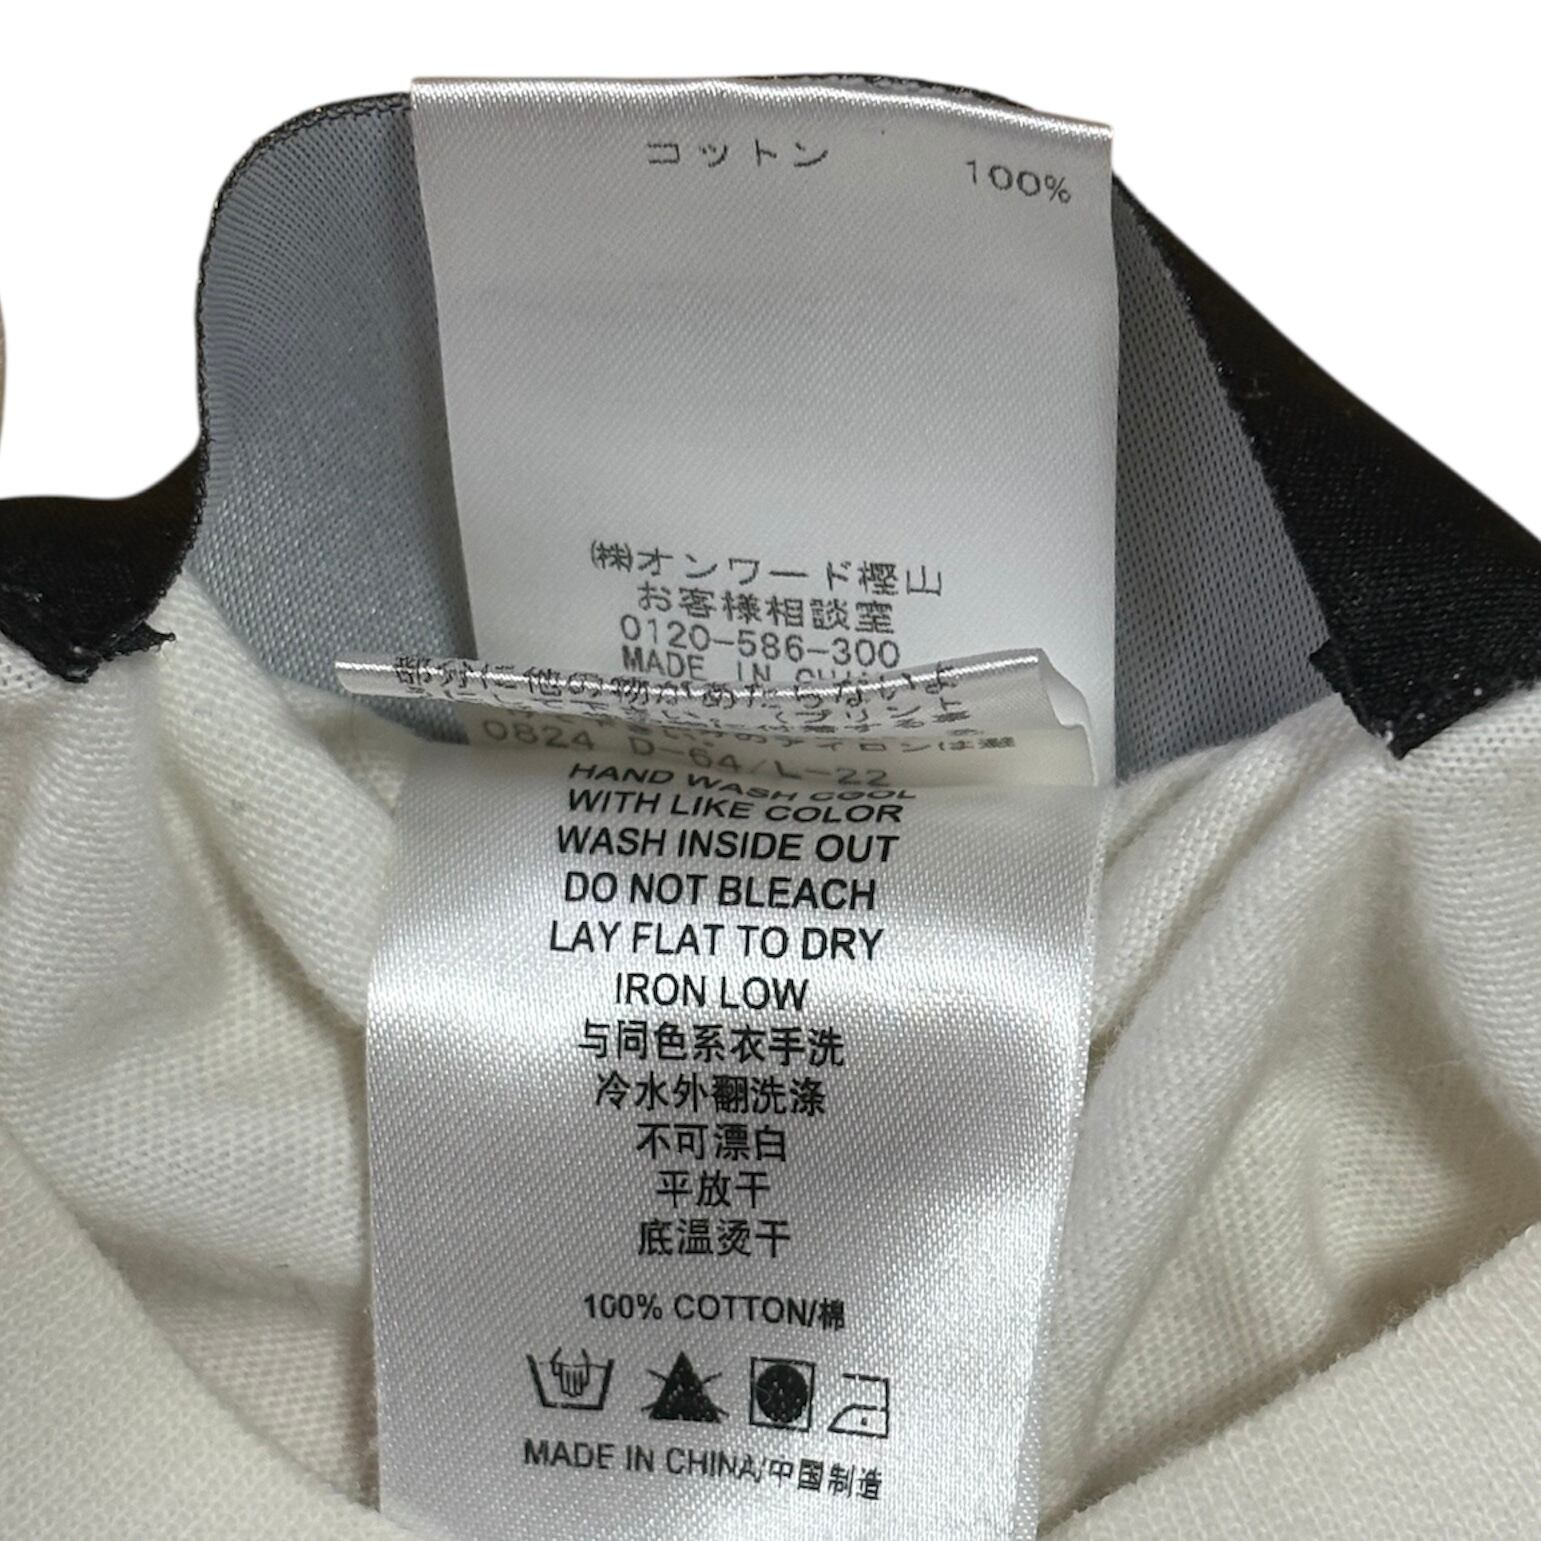 コットン 100%
㈱オンワード樫山
お客様相談室
0120-586-300
MADE IN
0824 D-64/L-22
HAND WASH COOL
WITH LIKE COLOR
WASH INSIDE OUT
DO NOT BLEACH
LAY FLAT TO DRY
IRON LOW
与同色系衣手洗
冷水外翻洗涤
不可漂白
平放干
底温烫干
100% COTTON/棉
MADE IN CHINA/中国制造